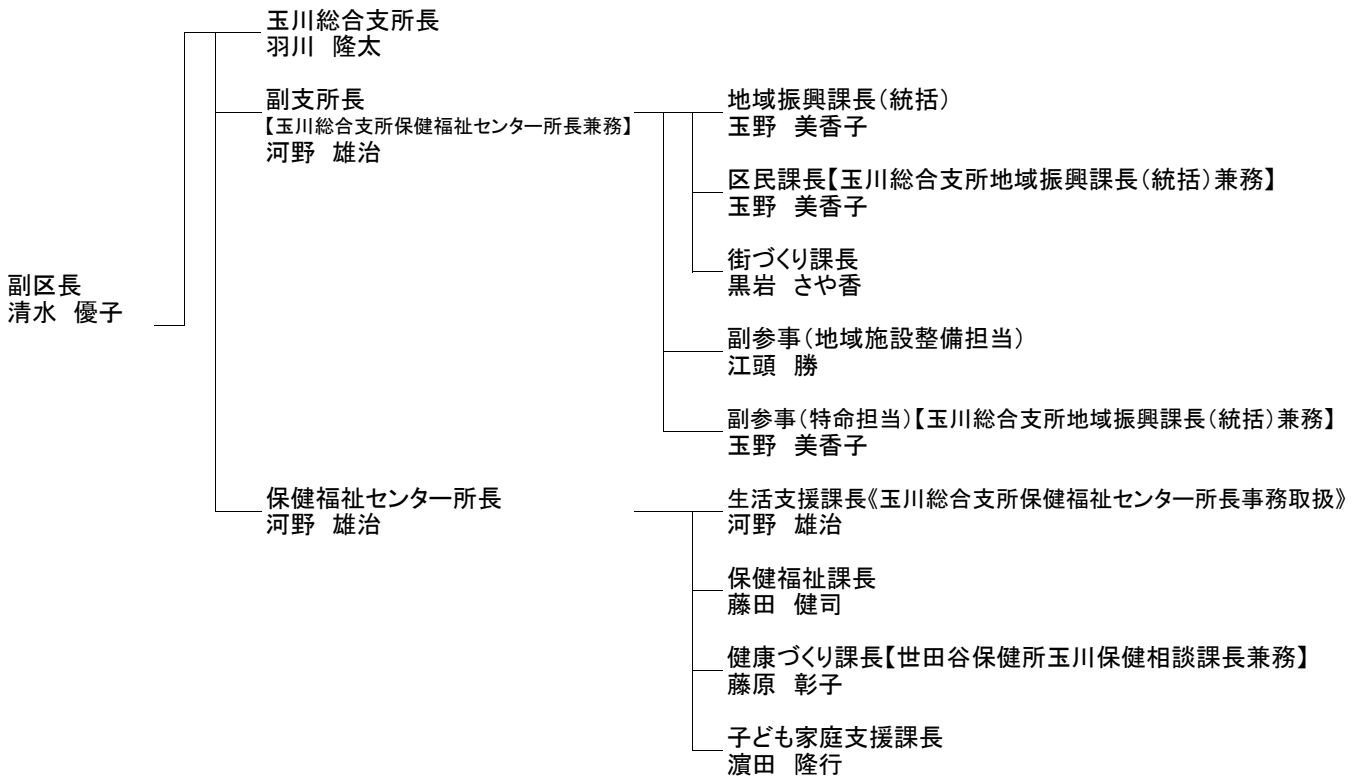 玉川総合支所長
羽川　隆太
副支所長
【玉川総合支所保健福祉センター所長兼務】
河野　雄治
地域振興課長（統括）
玉野　美香子
区民課長【玉川総合支所地域振興課長（統括）兼務】
玉野　美香子
街づくり課長
黒岩　さや香
副区長
清水　優子
副参事（地域施設整備担当）
江頭　勝
副参事（特命担当）【玉川総合支所地域振興課長（統括）兼務】
玉野　美香子
保健福祉センター所長
河野　雄治
生活支援課長《玉川総合支所保健福祉センター所長事務取扱》
河野　雄治
保健福祉課長
藤田　健司
健康づくり課長【世田谷保健所玉川保健相談課長兼務】
藤原　彰子
子ども家庭支援課長
濵田　隆行